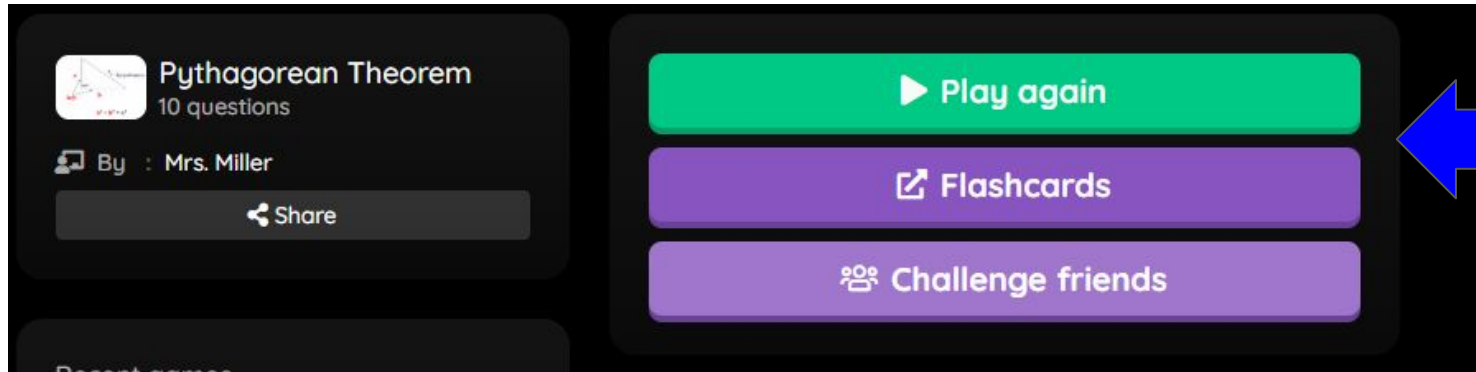 Pythagorean Theorem
10 questions
By : Mrs. Miller
Share
Play again
Flashcards
Challenge friends